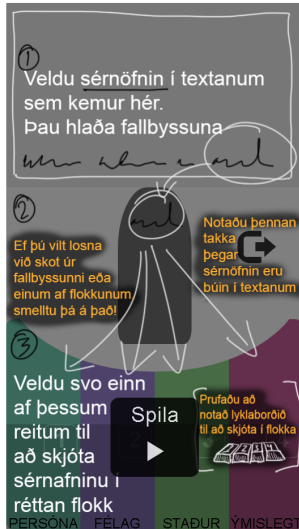 1
Veldu sérnöfnin í textanum
sem kemur hér.
Þau hlaða fallbyssuna
2
Ef þú vilt losna
við skot úr
fallbyssunni eða
einum af flokkunum
smelltu þá á það!
Notaðu þennan
takka
þegar
sérnöfnin eru
búin í textanum
3
Veldu svo einn
af þessum
reitum til
að skjóta
sérnafninu í
réttan flokk
Spila
Prufaðu að
notað lyklaborðið
til að skjóta í flokka
PERSÓNA FÉLAG STAÐUR ÝMISLEGT